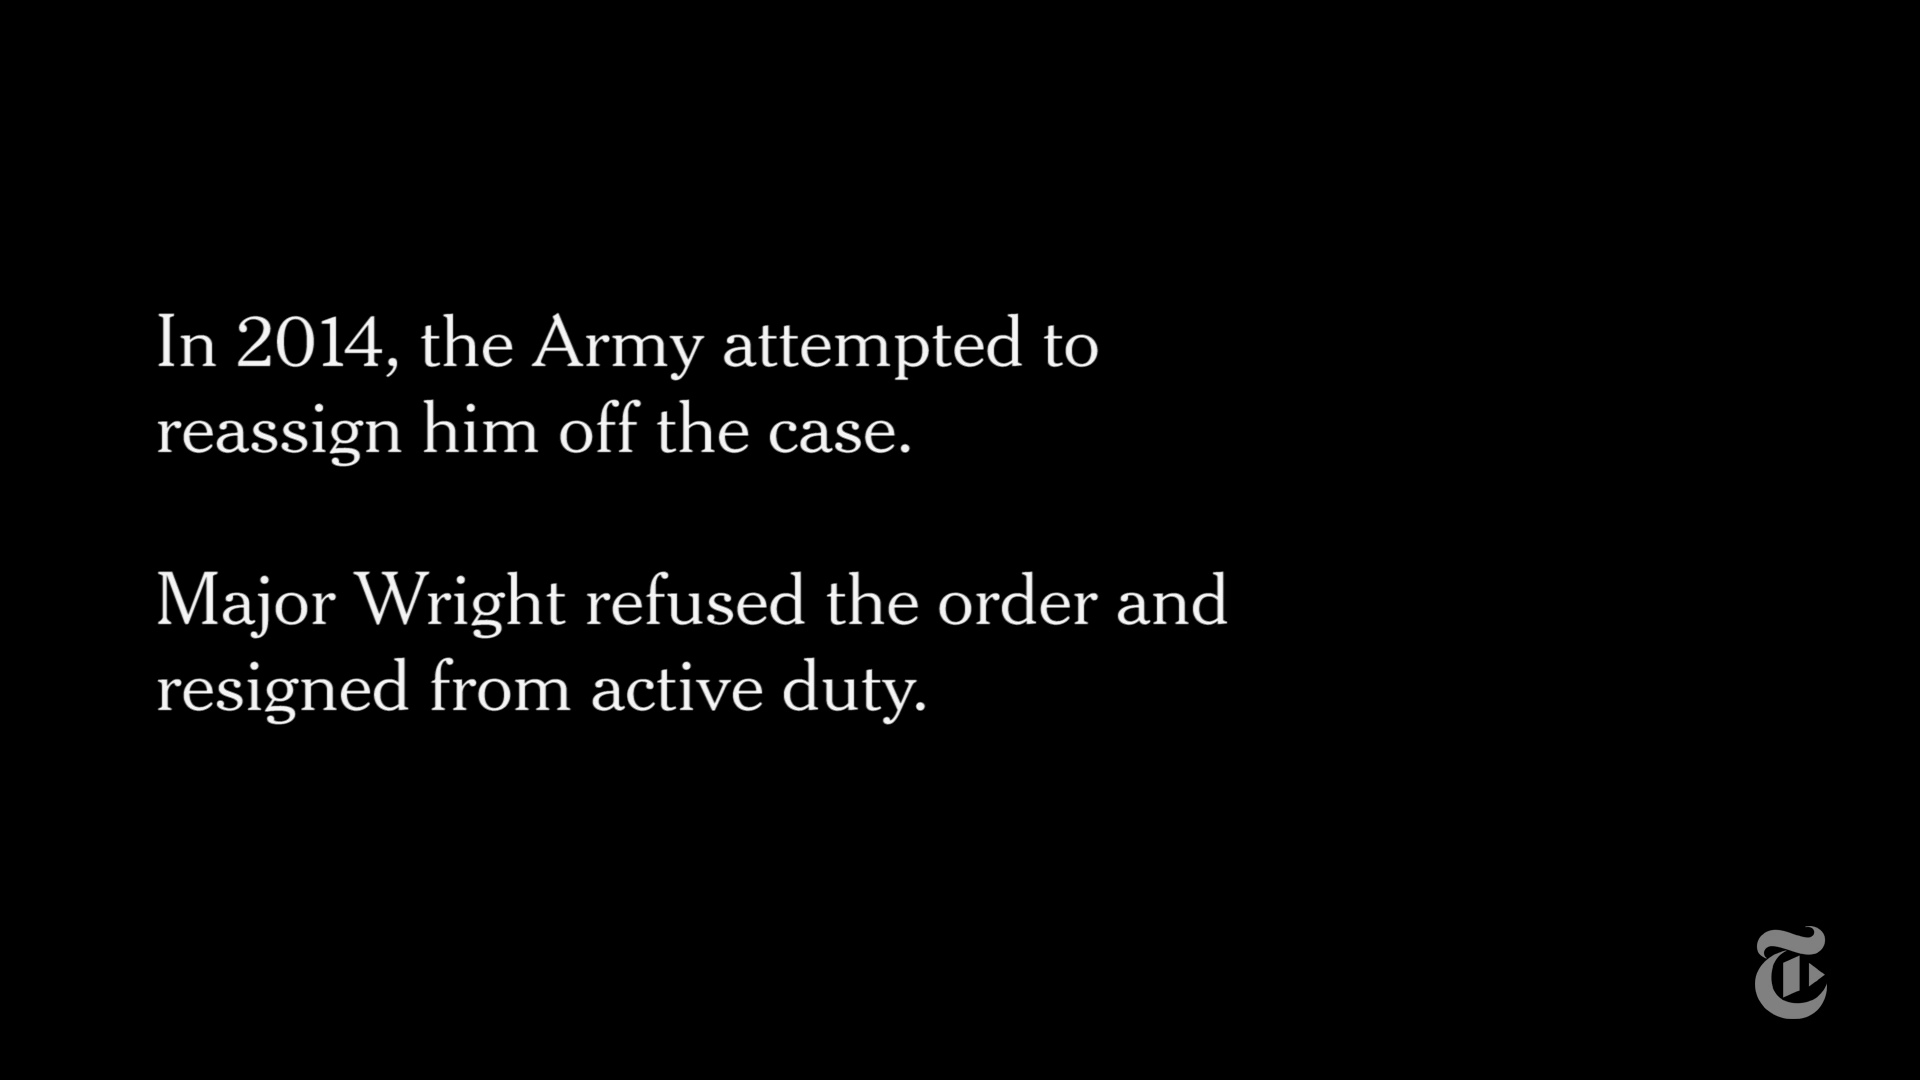 In 2014, the Army attempted to
reassign him off the case.
Major Wright refused the order and
resigned from active duty.